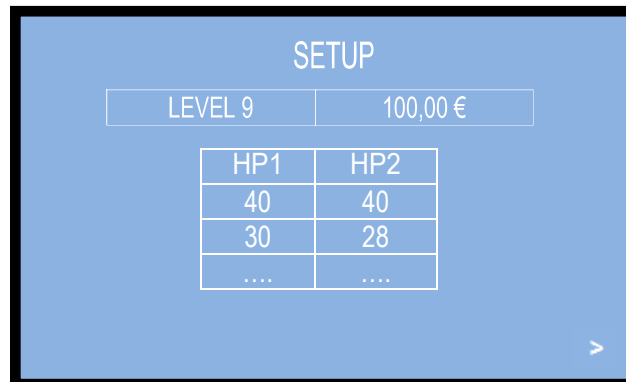 SETUP
LEVEL 9 100,00 €
HP1 HP2
40 40
30 28
.... ....
>